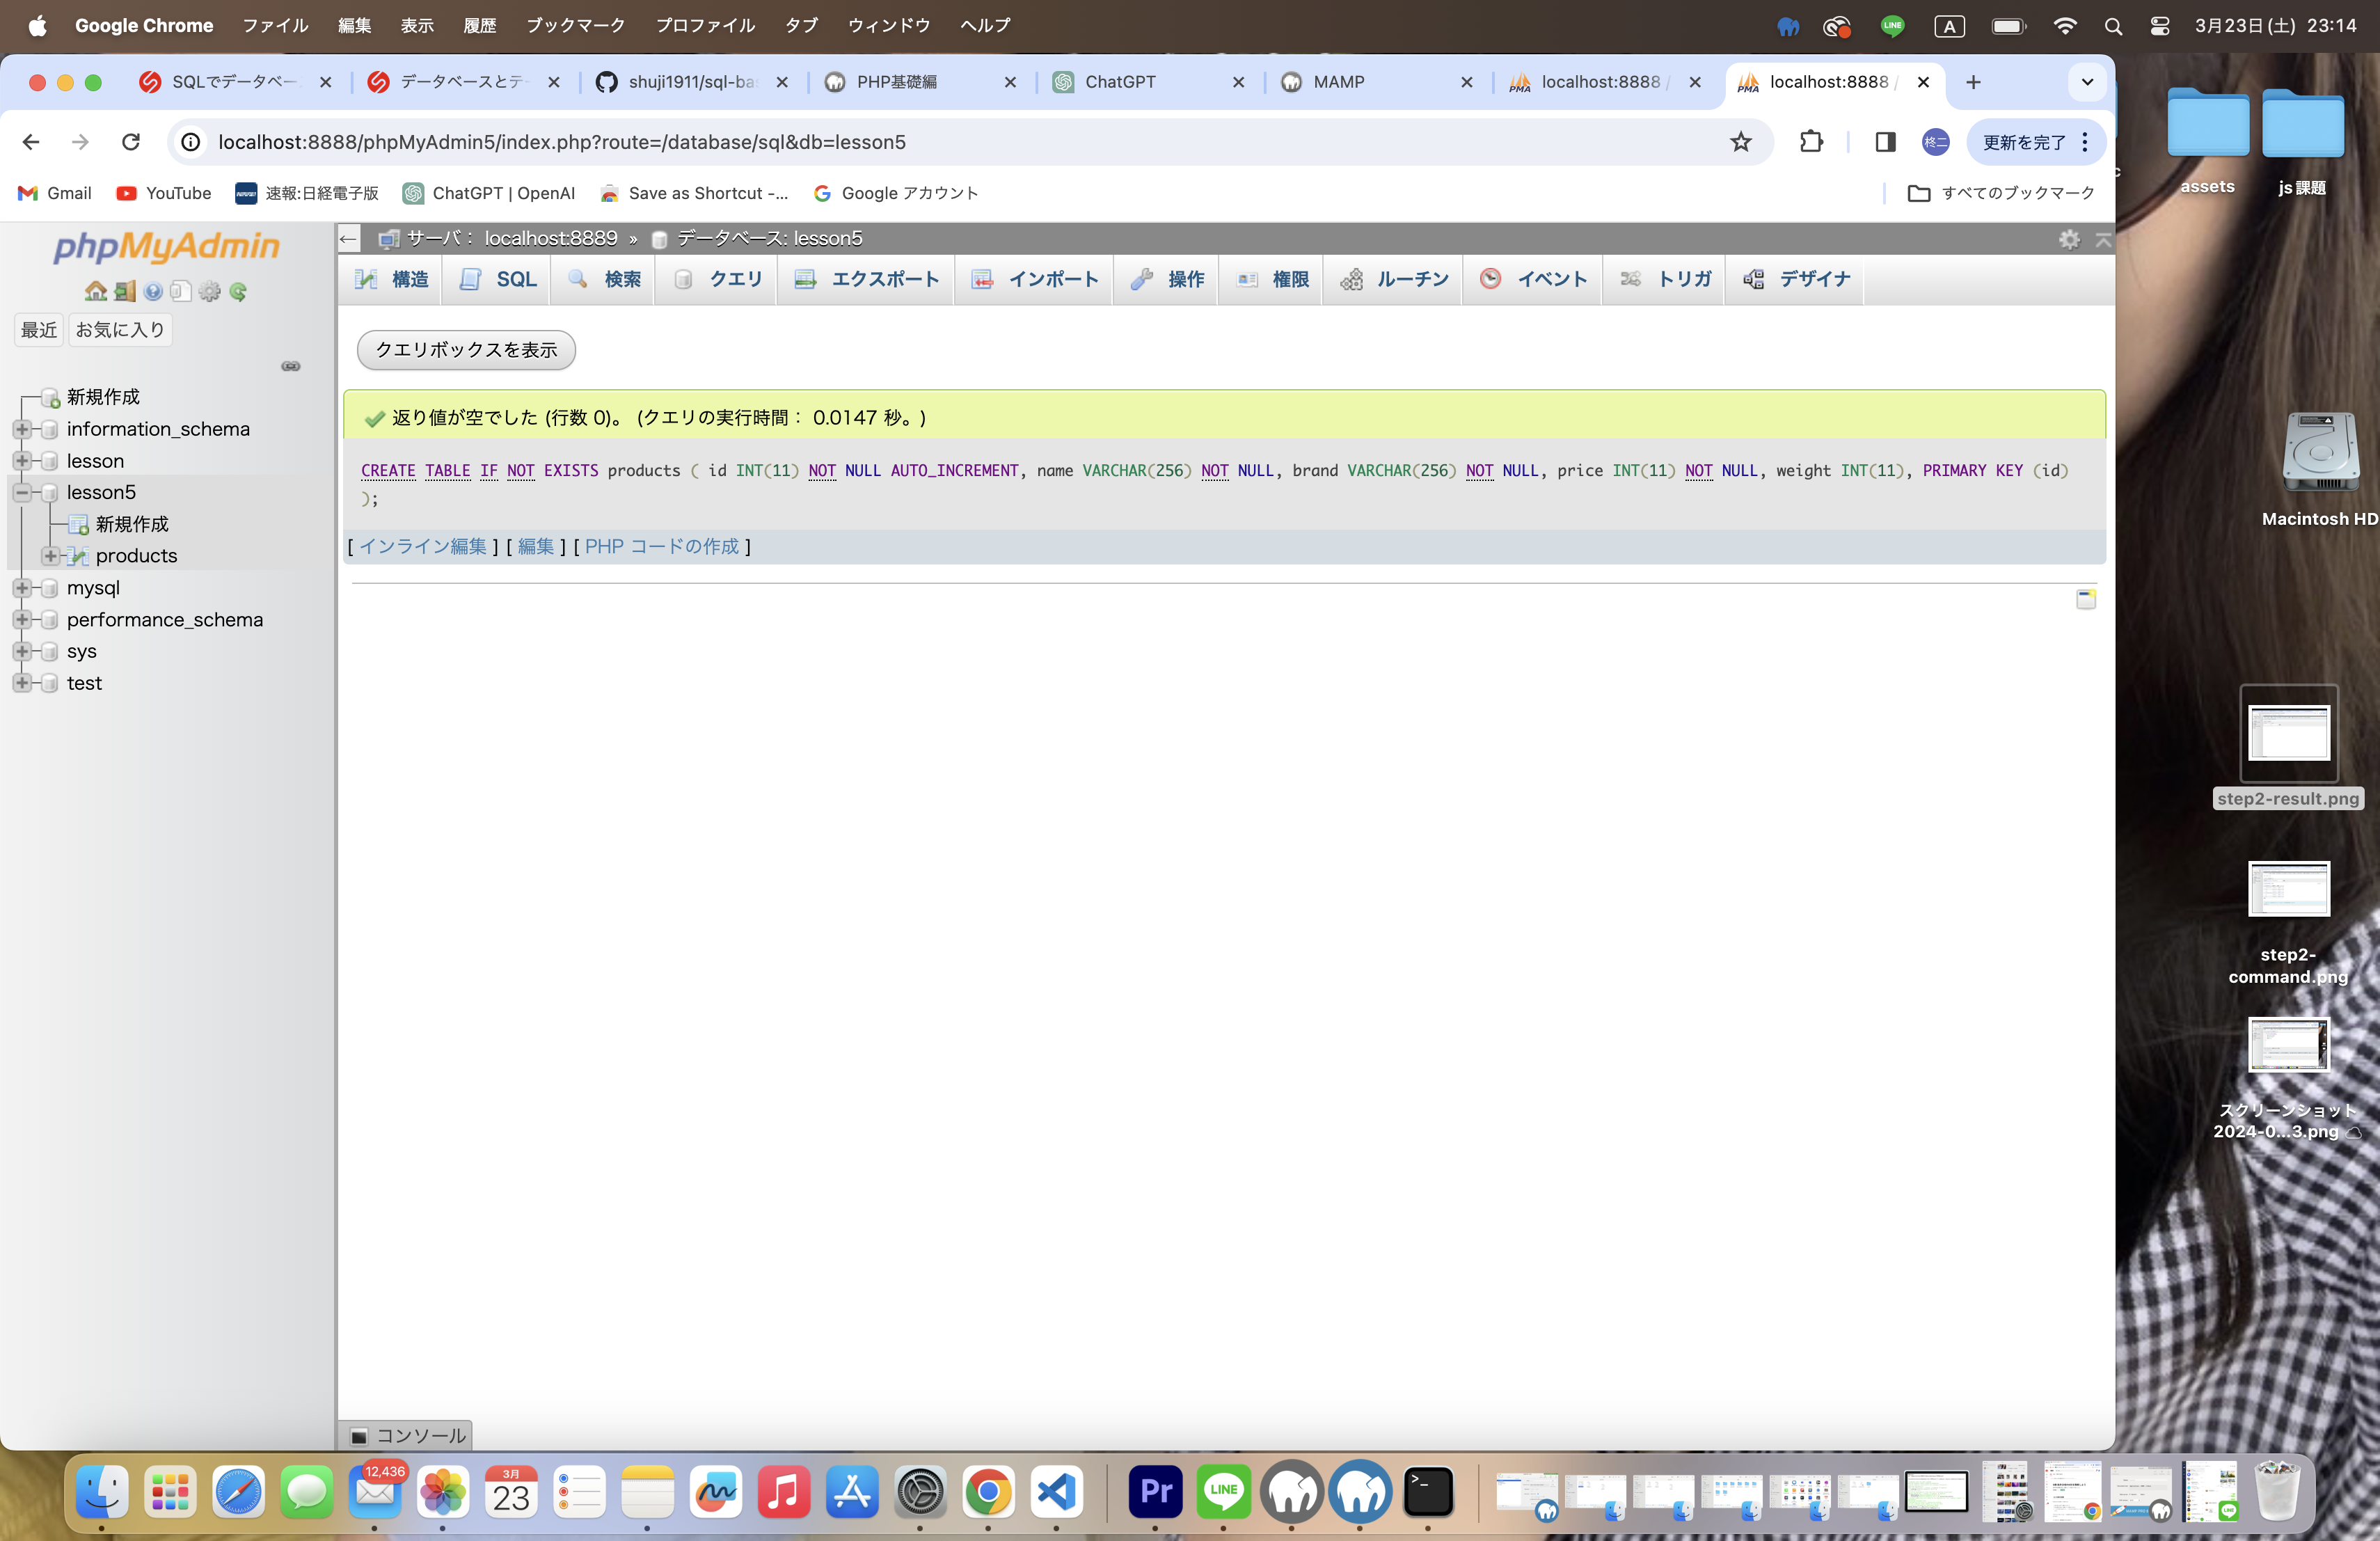 Google Chrome ファイル 編集 表示 履歴 ブックマーク プロファイル タブ ウィンドウ ヘルプ LINE A 3月23日(土) 23:14
SQLでデータベー データベースとテー shuji1911/sql-ba PHP基礎編 ChatGPT MAMP PMA localhost:8888 / PMA localhost:8888 /
localhost:8888/phpMyAdmin5/index.php?route=/database/sql&db=lesson5 柊二 更新を完了
Gmail YouTube 速報:日経電子版 ChatGPT | OpenAI Save as Shortcut -... Google アカウント すべてのブックマーク
phpMyAdmin
最近 お気に入り
新規作成
information_schema
lesson
lesson5
新規作成
products
mysql
performance_schema
sys
test
サーバ: localhost:8889 » データベース: lesson5
構造 SQL 検索 クエリ エクスポート インポート 操作 権限 ルーチン イベント トリガ デザイナ
クエリボックスを表示
返り値が空でした (行数 0)。 (クエリの実行時間: 0.0147 秒。)
CREATE TABLE IF NOT EXISTS products ( id INT(11) NOT NULL AUTO_INCREMENT, name VARCHAR(256) NOT NULL, brand VARCHAR(256) NOT NULL, price INT(11) NOT NULL, weight INT(11), PRIMARY KEY (id)
);
[ インライン編集 ] [ 編集 ] [ PHP コードの作成 ]
コンソール
assets
js課題
c
Macintosh HD
step2-result.png
step2-
command.png
スクリーンショット
2024-0...3.png
12,436
3月
23
Pr
LINE